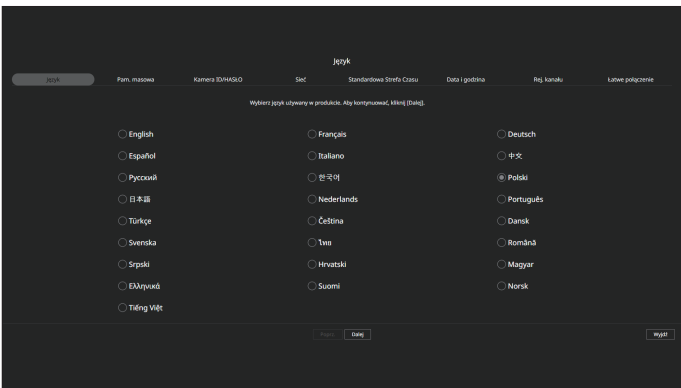 Język
Język Pam. masowa Kamera ID/HASŁO Sieć Standardowa Strefa Czasu Data i godzina Rej. kanału Łatwe połączenie
Wybierz język używany w produkcie. Aby kontynuować, kliknij [Dalej].
English Français Deutsch
Español Italiano 中文
Русский 한국어 Polski
日本語 Nederlands Português
Türkçe Čeština Dansk
Svenska ไทย Română
Srpski Hrvatski Magyar
Ελληνικά Suomi Norsk
Tiếng Việt
Dalej Wyjdź